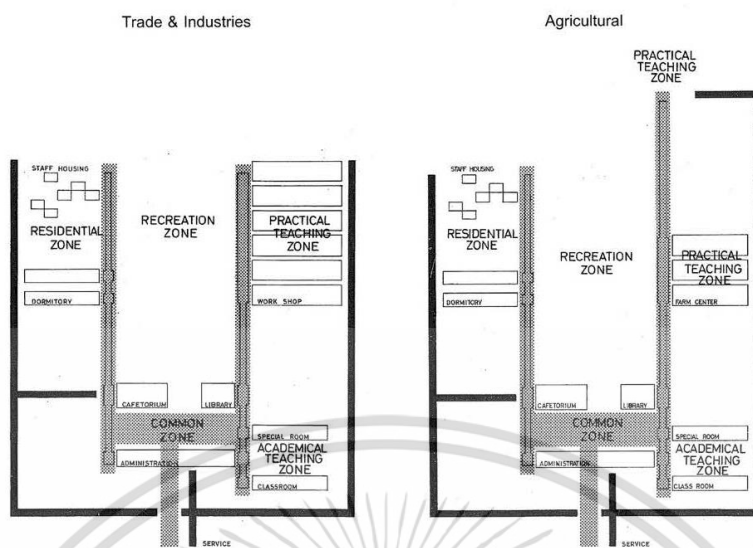 Trade & Industries
STAFF HOUSING
RESIDENTIAL
ZONE
RECREATION
ZONE
PRACTICAL
TEACHING
ZONE
DORMITORY
WORK SHOP
CAFETORIUM
LIBRARY
COMMON
ZONE
SPECIAL ROOM
ADMINISTRATION
ACADEMICAL
TEACHING
ZONE
CLASSROOM
SERVICE
Agricultural
PRACTICAL
TEACHING
ZONE
STAFF HOUSING
RESIDENTIAL
ZONE
RECREATION
ZONE
PRACTICAL
TEACHING
ZONE
DORMITORY
FARM CENTER
CAFETORIUM
LIBRARY
COMMON
ZONE
SPECIAL ROOM
ADMINISTRATION
ACADEMICAL
TEACHING
ZONE
CLASS ROOM
SERVICE